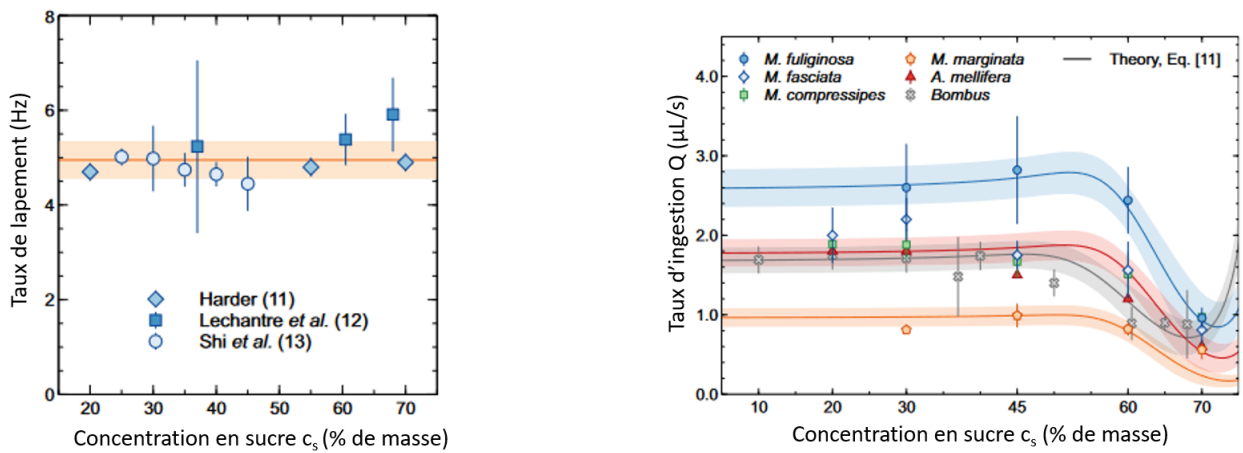 8
6
4
2
0
Taux de lapement (Hz)
Harder (11)
Lechantre et al. (12)
Shi et al. (13)
20 30 40 50 60 70
Concentration en sucre cs (% de masse)
4.0
3.0
2.0
1.0
0.0
Taux d’ingestion Q (μL/s)
M. fuliginosa M. marginata Theory, Eq. [11]
M. fasciata A. mellifera
M. compressipes Bombus
10 30 45 60 70
Concentration en sucre cs (% de masse)